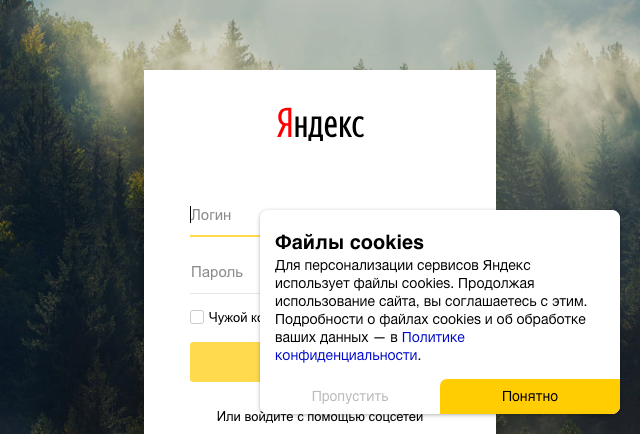 Яндекс
Логин
Файлы cookies
Для персонализации сервисов Яндекс
использует файлы cookies. Продолжая
использование сайта, вы соглашаетесь с этим.
Подробности о файлах cookies и об обработке
ваших данных — в Политике
конфиденциальности.
Пропустить
Понятно
Пароль
Чужой
Или войдите с помощью соцсетей